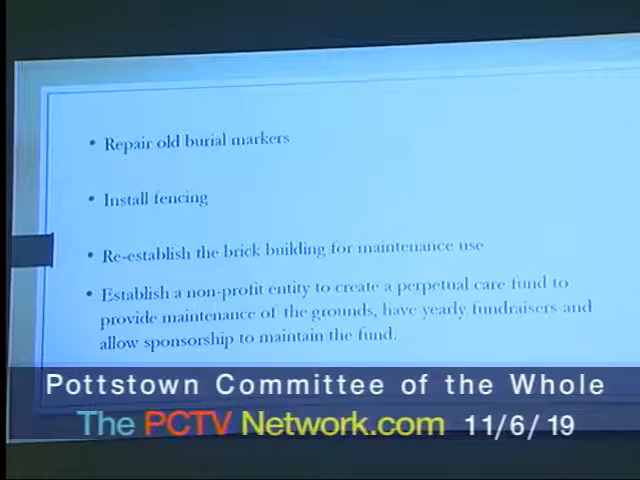 • Repair old burial markers
• Install fencing
• Re-establish the brick building for maintenance use
• Establish a non-profit entity to create a perpetual care fund to
provide maintenance of the grounds, have yearly fundraisers and
allow sponsorship to maintain the fund.
Pottstown Committee of the Whole
The PCTV Network.com 11/6/19